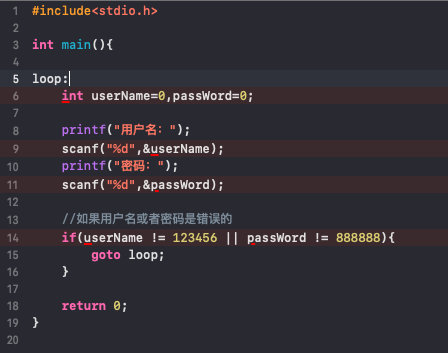 1 #include<stdio.h>
2
3 int main(){
4
5 loop:
6 int userName=0,passWord=0;
7
8 printf("用户名：");
9 scanf("%d",&userName);
10 printf("密码：");
11 scanf("%d",&passWord);
12
13 //如果用户名或者密码是错误的
14 if(userName != 123456 || passWord != 888888){
15 goto loop;
16 }
17
18 return 0;
19 }
20